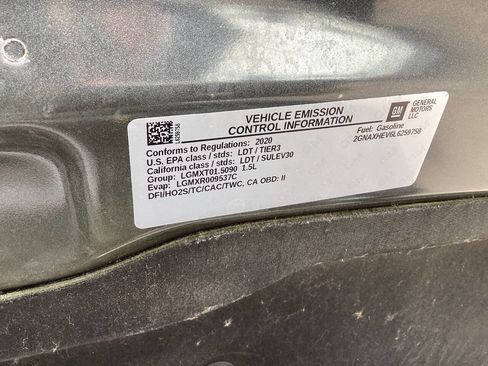 VEHICLE EMISSION
CONTROL INFORMATION
GM
GENERAL
MOTORS
LLC
Conforms to Regulations: 2020
Fuel: Gasoline
U.S. EPA class / stds: LDT / TIER3
2GNAXHEV6L6259758
California class / stds: LDT / SULEV30
Group: LGMXT01.5090 1.5L
Evap: LGMXR009537C
DFI/HO2S/TC/CAC/TWC, CA OBD: II